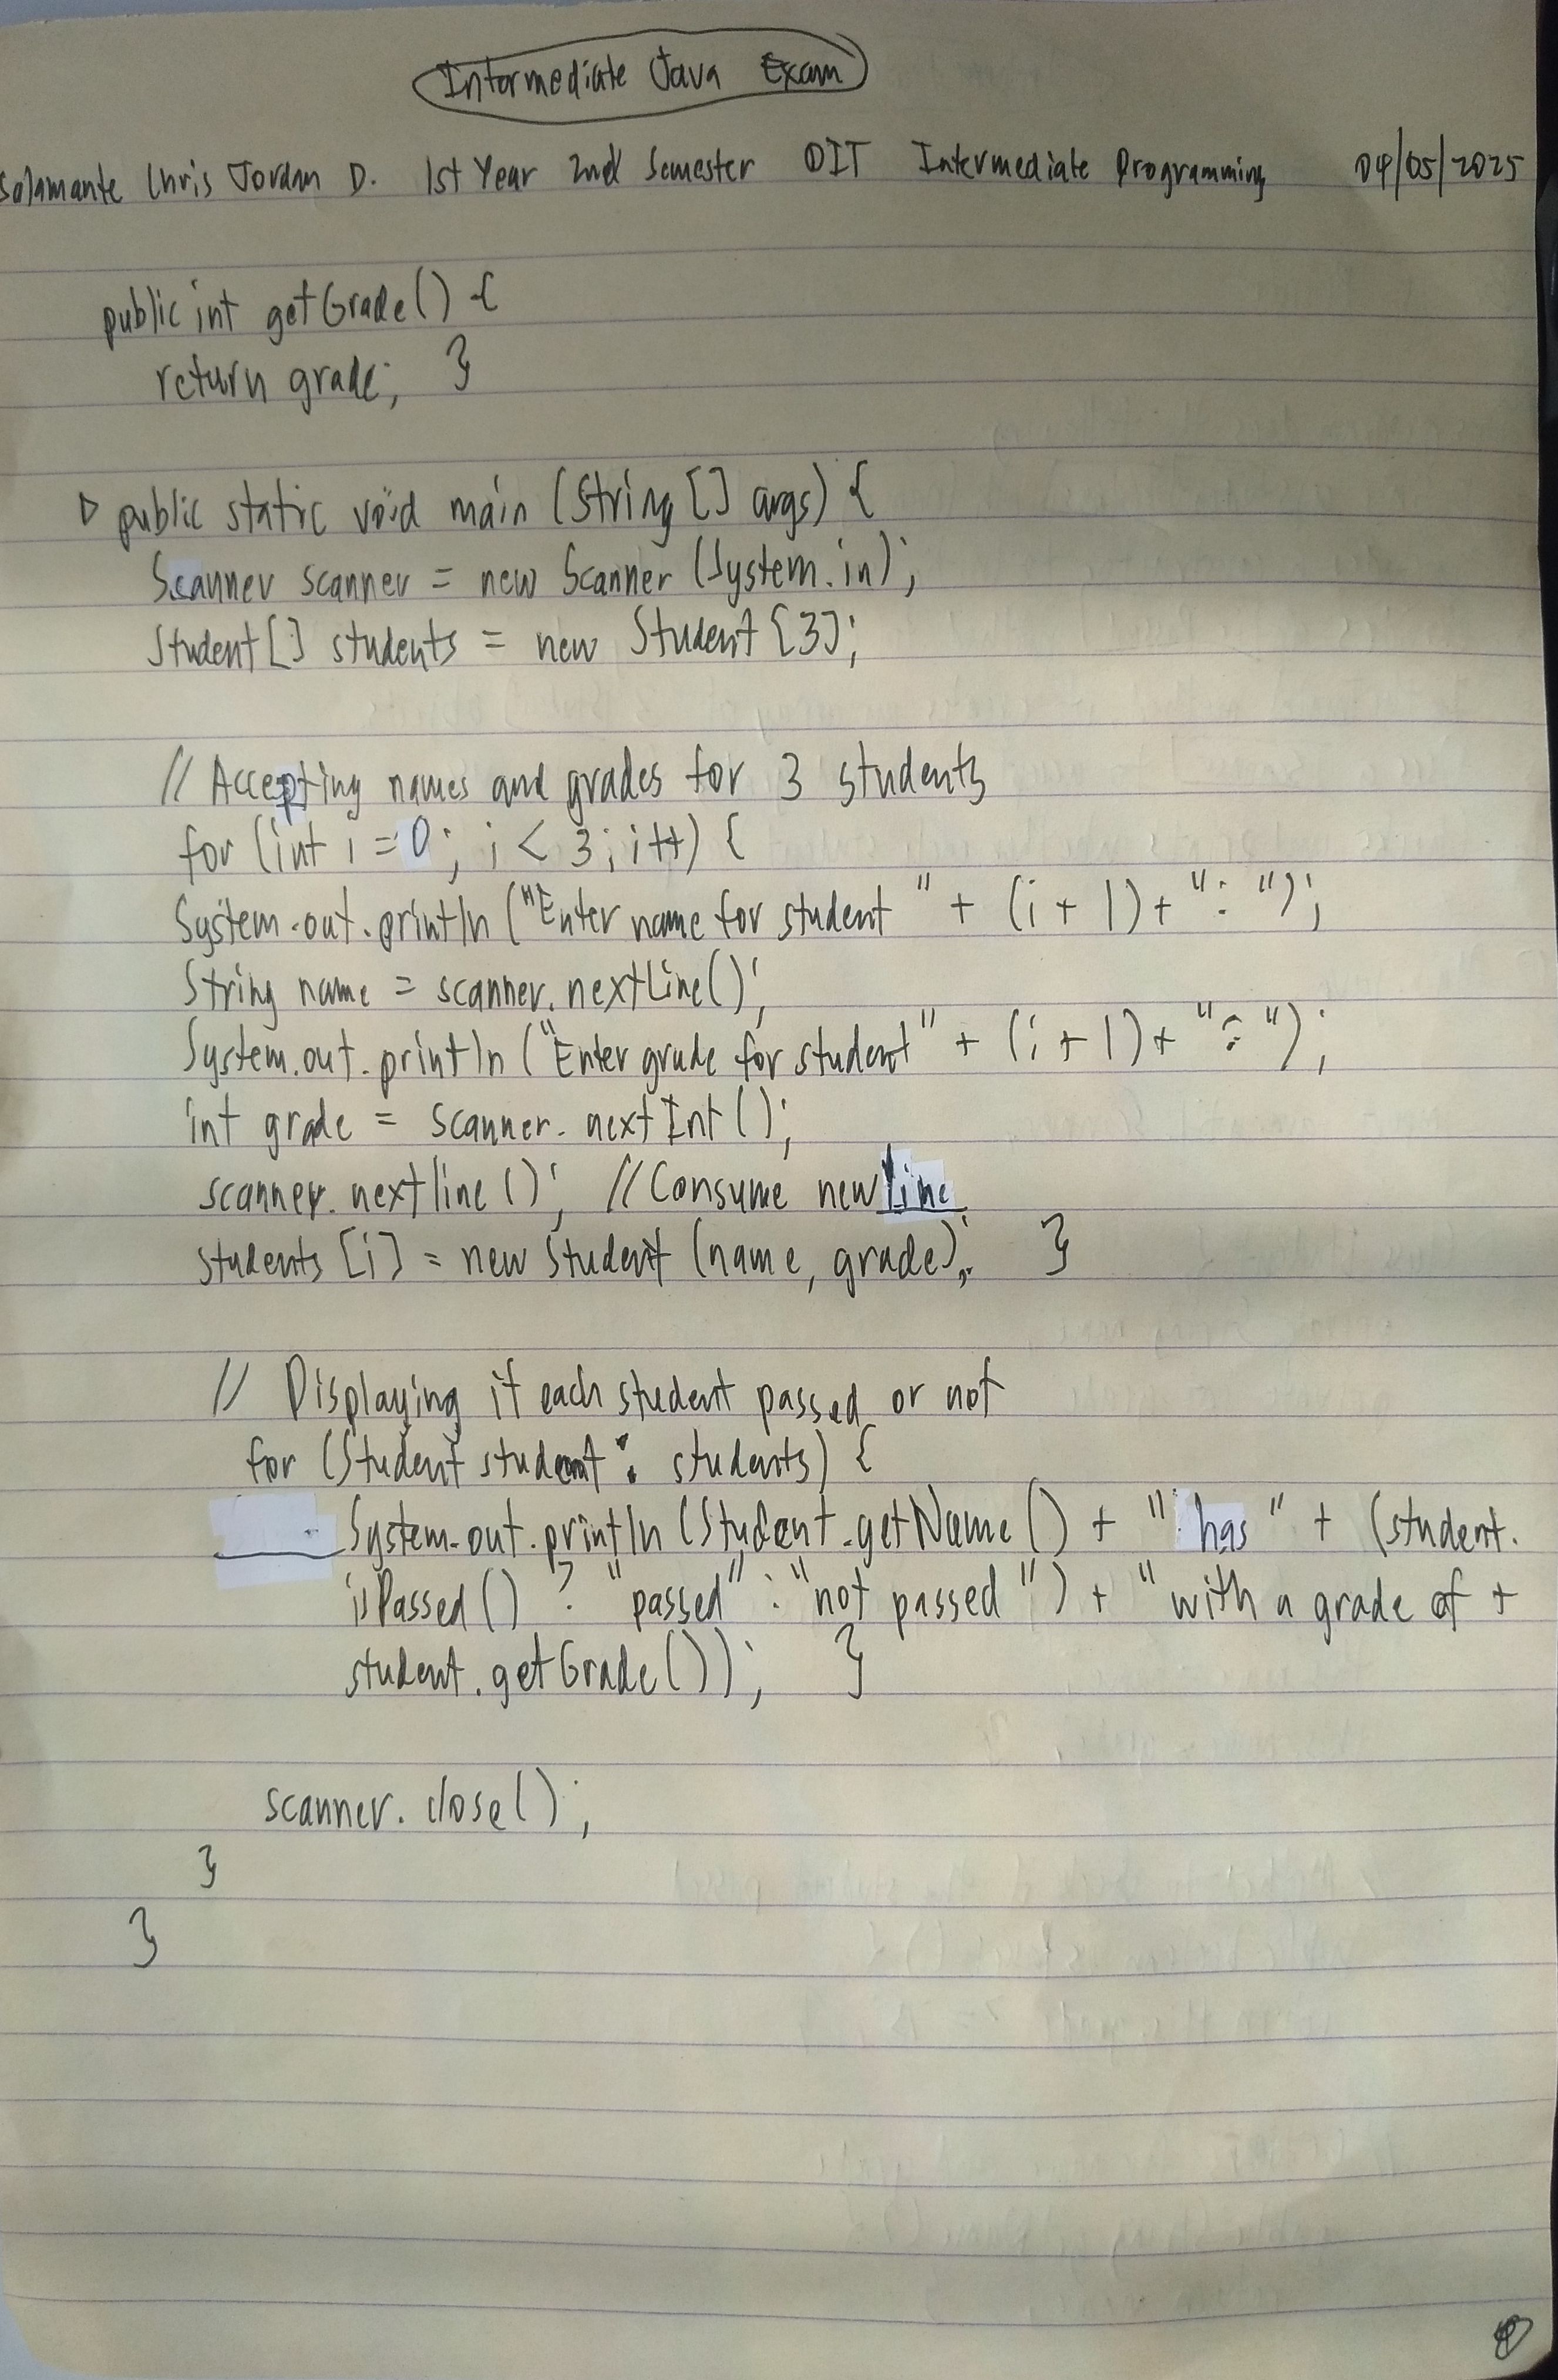 Intermediate Java Exam
Salamante Chris Jordan D. 1st Year 2nd Semester DIT Intermediate Programming 04/05/2025
public int getGrade() {
return grade; }
public static void main (String [] args) {
Scanner scanner = new Scanner (System.in);
Student[] students = new Student [3];
// Accepting names and grades for 3 students
for (int i = 0; i < 3; i++) {
System.out.println ("Enter name for student " + (i + 1) + ": ");
String name = scanner.nextLine();
System.out.println ("Enter grade for student" + (i + 1) + ": ");
int grade = scanner.nextInt();
scanner.nextline(); // Consume newline
students [i] = new Student (name, grade); }
// Displaying if each student passed or not
for (Student student : students) {
System.out.println (Student.getName() + " has " + (student.
isPassed() ? "passed" : "not passed") + "with a grade of +
student.getGrade()); }
scanner.close();
}
}